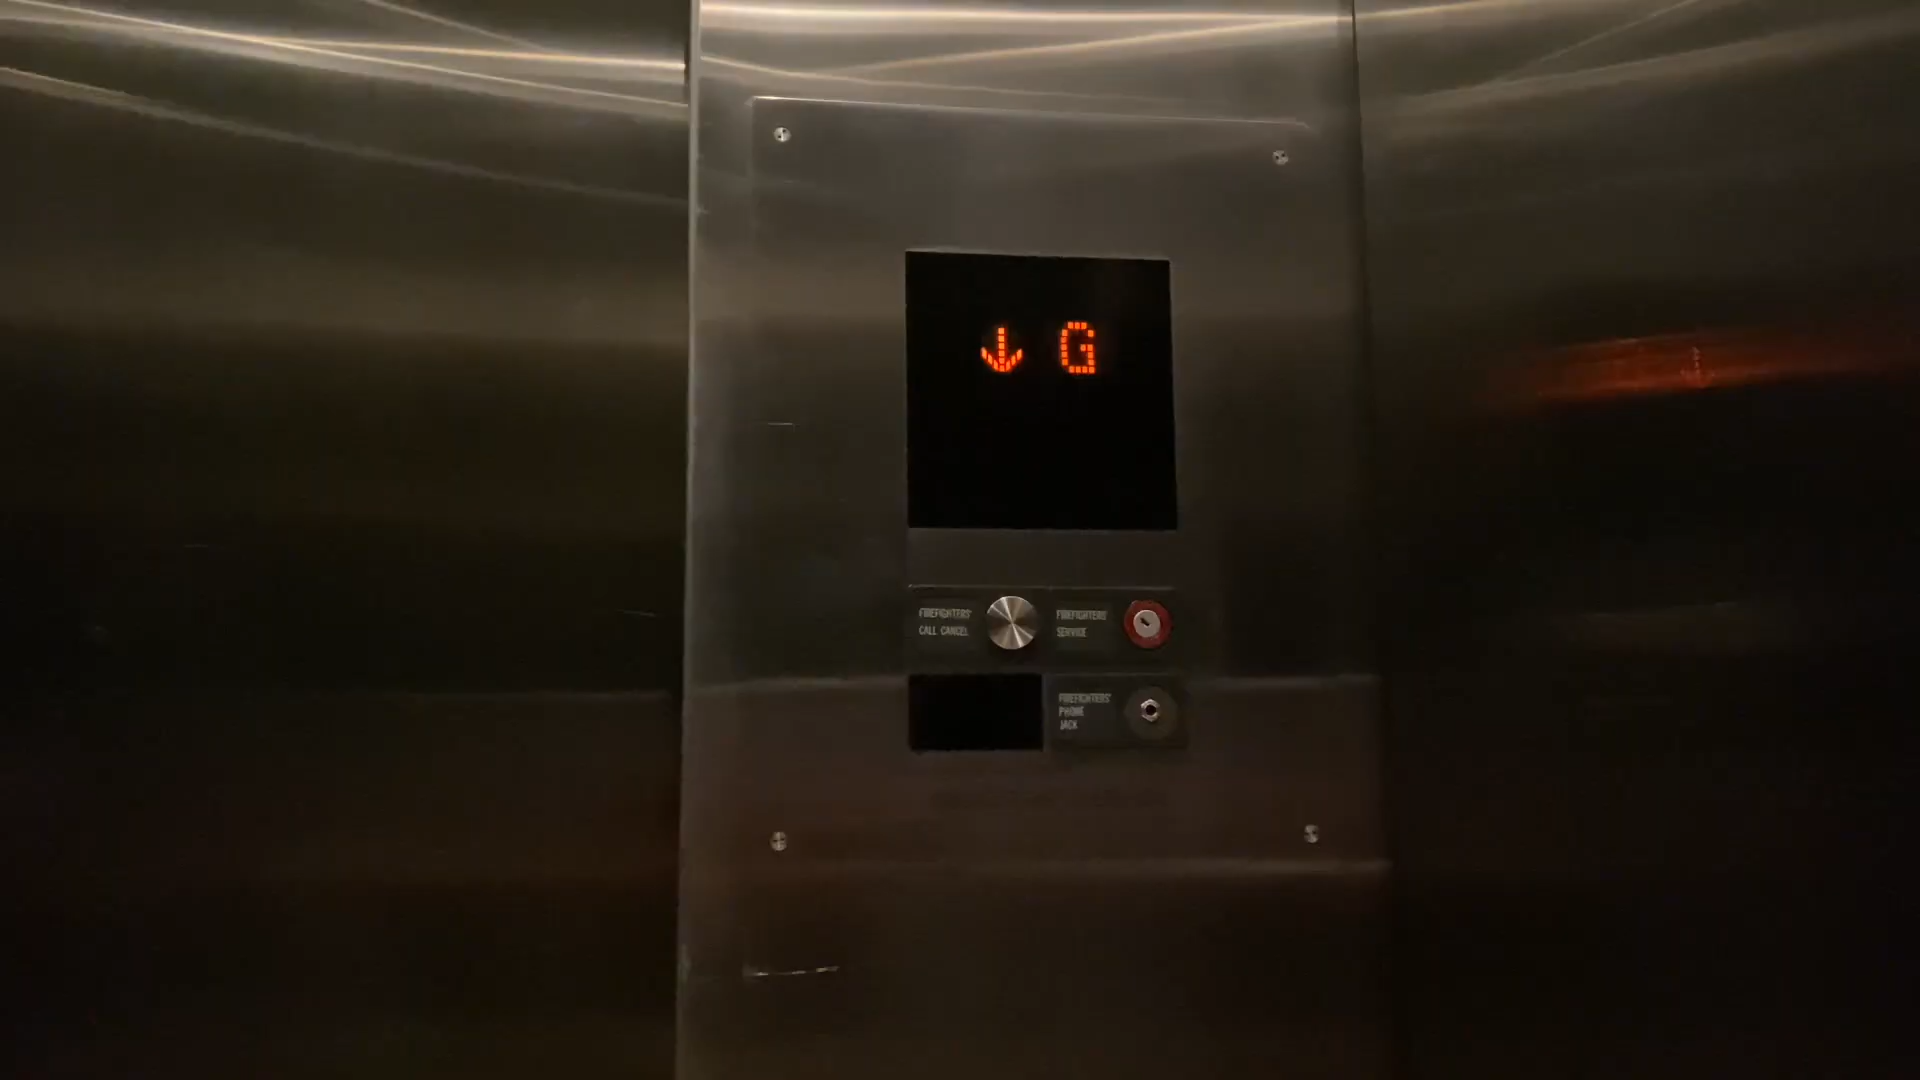 ↓ G
FIREFIGHTERS'
CALL CANCEL
FIREFIGHTERS
SERVICE
FIREFIGHTERS'
PHONE
JACK